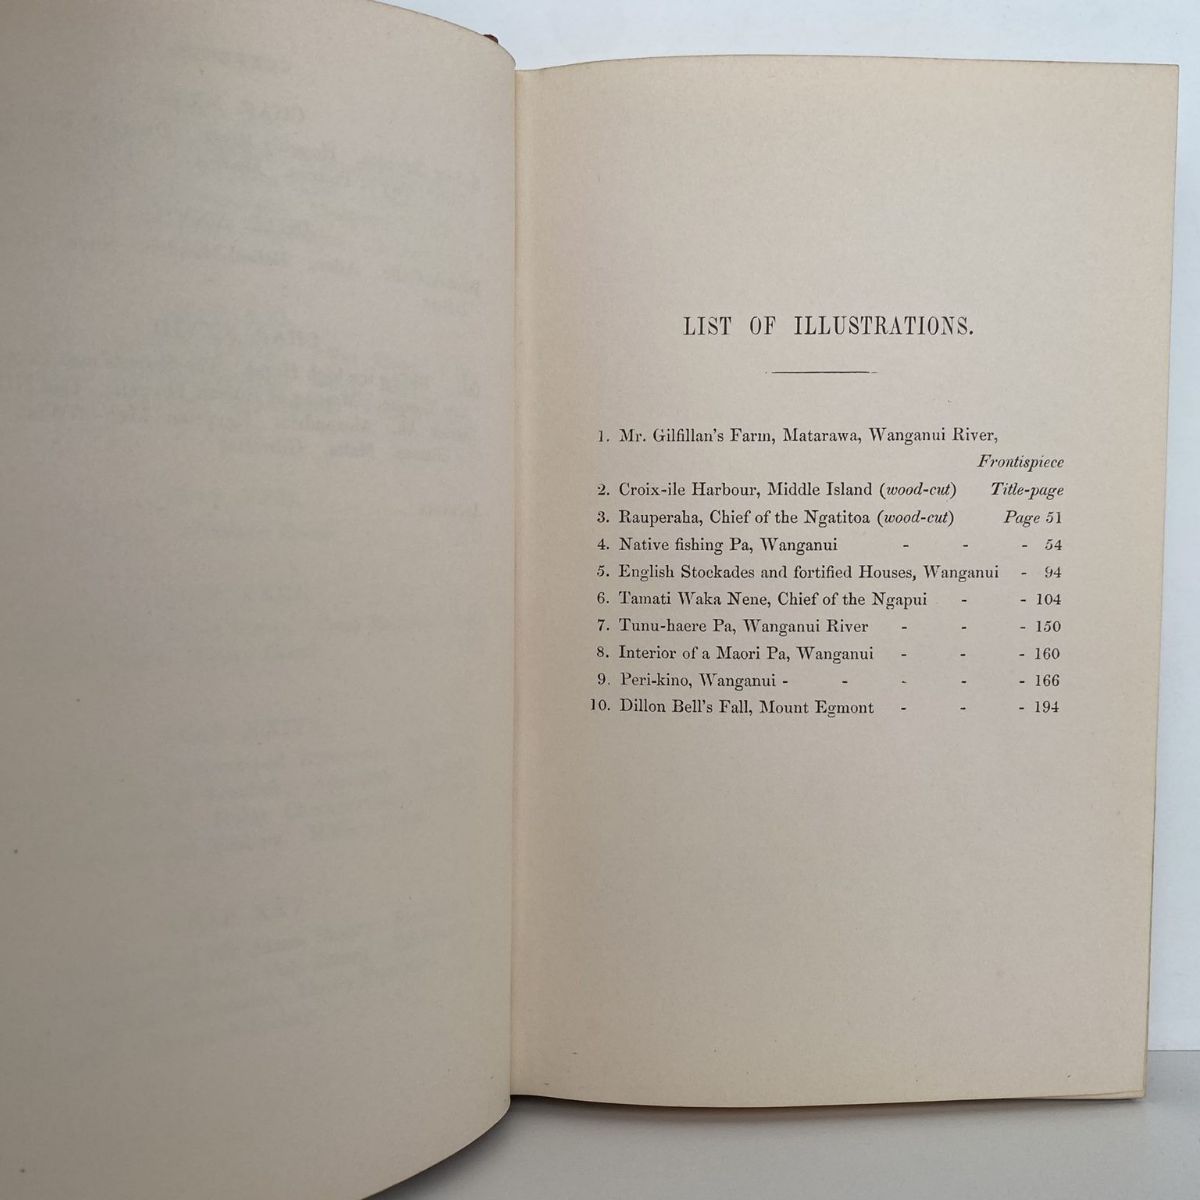 LIST OF ILLUSTRATIONS.
1. Mr. Gilfillan's Farm, Matarawa, Wanganui River,
Frontispiece
2. Croix-ile Harbour, Middle Island (wood-cut) Title-page
3. Rauperaha, Chief of the Ngatitoa (wood-cut) Page 51
4. Native fishing Pa, Wanganui - - - 54
5. English Stockades and fortified Houses, Wanganui - 94
6. Tamati Waka Nene, Chief of the Ngapui - - 104
7. Tunu-haere Pa, Wanganui River - - - 150
8. Interior of a Maori Pa, Wanganui - - - 160
9. Peri-kino, Wanganui - - - - - 166
10. Dillon Bell's Fall, Mount Egmont - - - 194